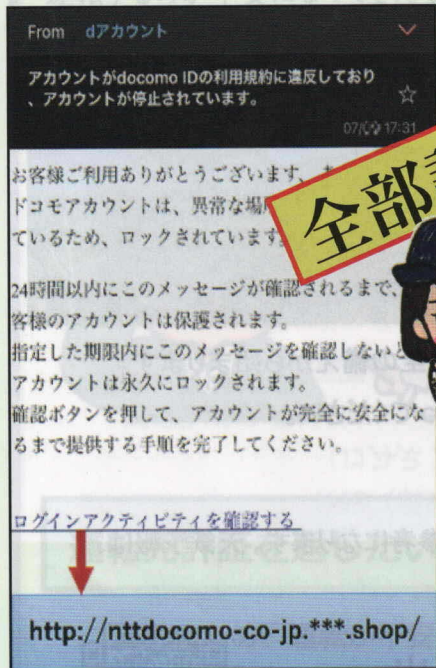 From dアカウント
アカウントがdocomo IDの利用規約に違反しており
、アカウントが停止されています。
17:31
お客様ご利用ありがとうございます、
ドコモアカウントは、異常な場
ているため、ロックされています
全部
24時間以内にこのメッセージが確認されるまで、
客様のアカウントは保護されます。
指定した期限内にこのメッセージを確認しないと
アカウントは永久にロックされます。
確認ボタンを押して、アカウントが完全に安全にな
るまで提供する手順を完了してください。
ログインアクティビティを確認する
http://nttdocomo-co-jp.***.shop/